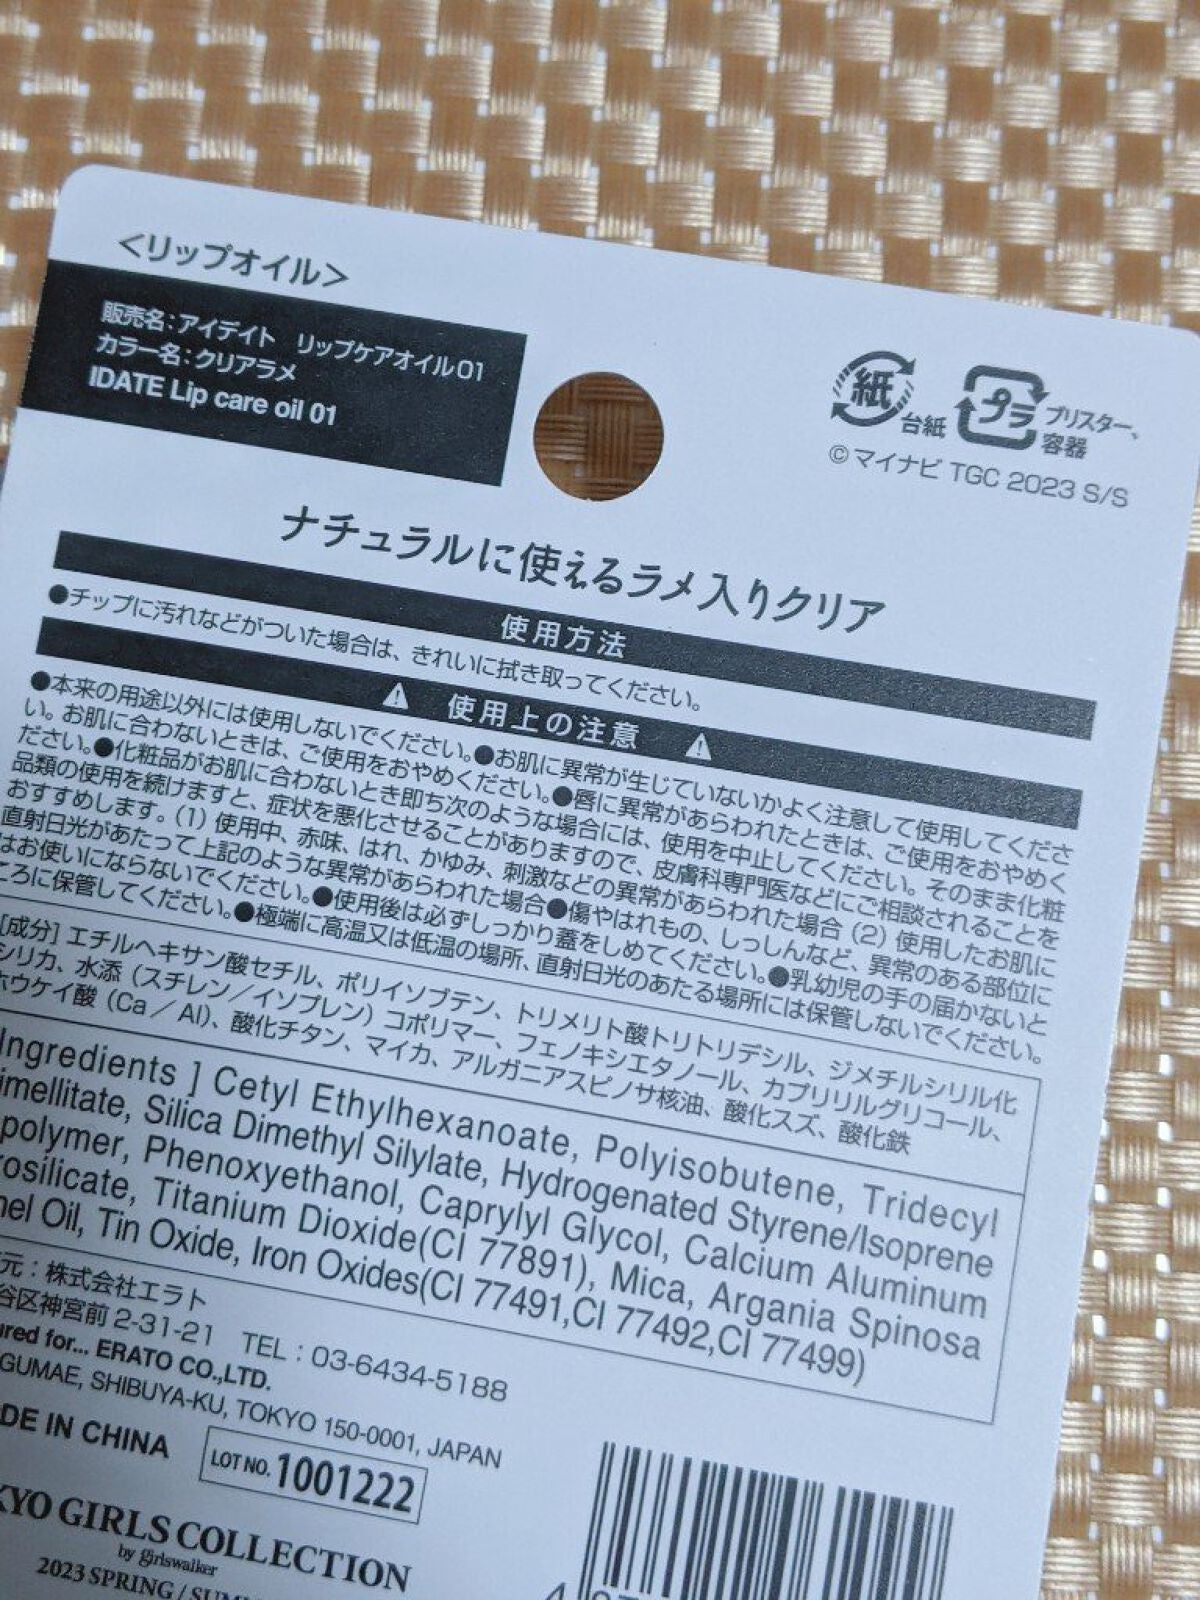 ＜リップオイル＞
販売名：アイデイト　リップケアオイル01
カラー名：クリアラメ
IDATE Lip care oil 01
紙
台紙
プラ
ブリスター、
容器
©マイナビ TGC 2023 S/S
ナチュラルに使えるラメ入りクリア
使用方法
●チップに汚れなどがついた場合は、きれいに拭き取ってください。
使用上の注意
●本来の用途以外には使用しないでください。●お肌に異常が生じていないかよく注意して使用してくださ
い。お肌に合わないときは、ご使用をおやめください。●唇に異常があらわれたときは、ご使用をおやめく
ださい。●化粧品がお肌に合わないとき即ち次のような場合には、使用を中止してください。そのまま化粧
品類の使用を続けますと、症状を悪化させることがありますので、皮膚科専門医などにご相談されることを
おすすめします。（1）使用中、赤味、はれ、かゆみ、刺激などの異常があらわれた場合（2）使用したお肌に
直射日光があたって上記のような異常があらわれた場合●傷やはれもの、しっしんなど、異常のある部位に
はお使いにならないでください。●使用後は必ずしっかり蓋をしめてください。●乳幼児の手の届かないと
ころに保管してください。●極端に高温又は低温の場所、直射日光のあたる場所には保管しないでください。
[成分] エチルヘキサン酸セチル、ポリイソブテン、トリメリト酸トリトリデシル、ジメチルシリル化
シリカ、水添（スチレン／イソプレン）コポリマー、フェノキシエタノール、カプリリルグリコール、
ホウケイ酸（Ca／Al）、酸化チタン、マイカ、アルガニアスピノサ核油、酸化スズ、酸化鉄
Ingredients ] Cetyl Ethylhexanoate, Polyisobutene, Tridecyl
imellitate, Silica Dimethyl Silylate, Hydrogenated Styrene/Isoprene
polymer, Phenoxyethanol, Caprylyl Glycol, Calcium Aluminum
rosilicate, Titanium Dioxide(CI 77891), Mica, Argania Spinosa
nel Oil, Tin Oxide, Iron Oxides(CI 77491,CI 77492,CI 77499)
元：株式会社エラト
谷区神宮前 2-31-21　TEL：03-6434-5188
ured for... ERATO CO.,LTD.
GUMAE, SHIBUYA-KU, TOKYO 150-0001, JAPAN
DE IN CHINA
LOT NO. 1001222
KYO GIRLS COLLECTION
by girlswalker
2023 SPRING / SUM